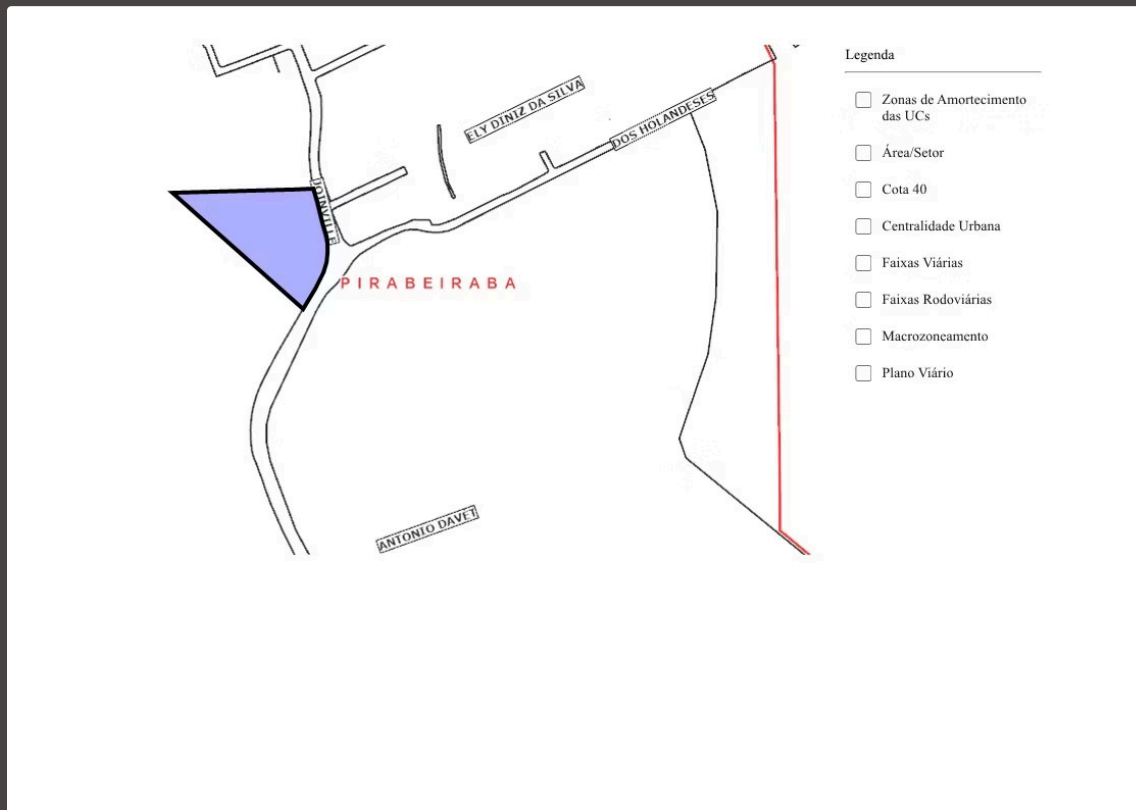 Legenda
Zonas de Amortecimento
das UCs
Área/Setor
Cota 40
Centralidade Urbana
Faixas Viárias
Faixas Rodoviárias
Macrozoneamento
Plano Viário
ELY DINIZ DA SILVA
DOS HOLANDESES
JOINVILLE
PIRABEIRABA
ANTONIO DAVET